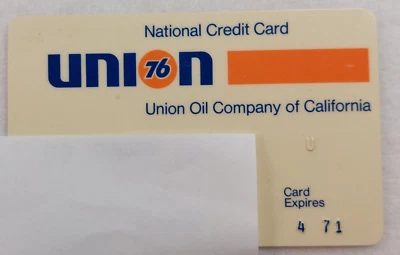 National Credit Card
union 76
Union Oil Company of California
U
Card
Expires
4 71